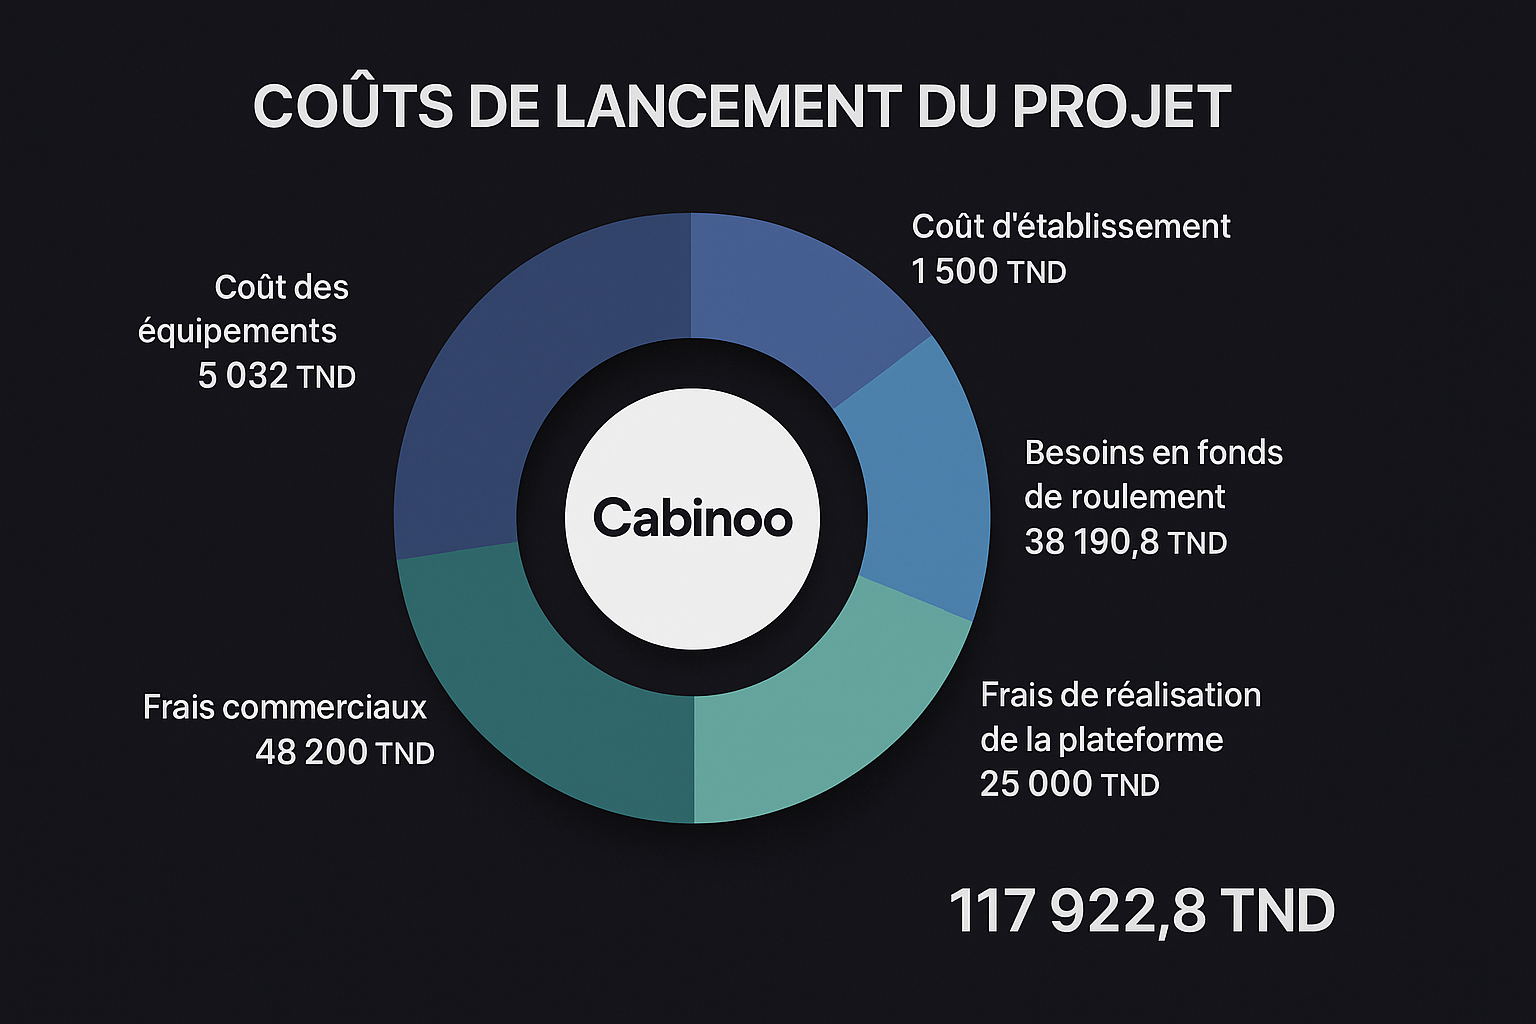 COÛTS DE LANCEMENT DU PROJET
Coût d'établissement
1 500 TND
Coût des
équipements
5 032 TND
Besoins en fonds
de roulement
38 190,8 TND
Cabinoo
Frais de réalisation
de la plateforme
25 000 TND
Frais commerciaux
48 200 TND
117 922,8 TND